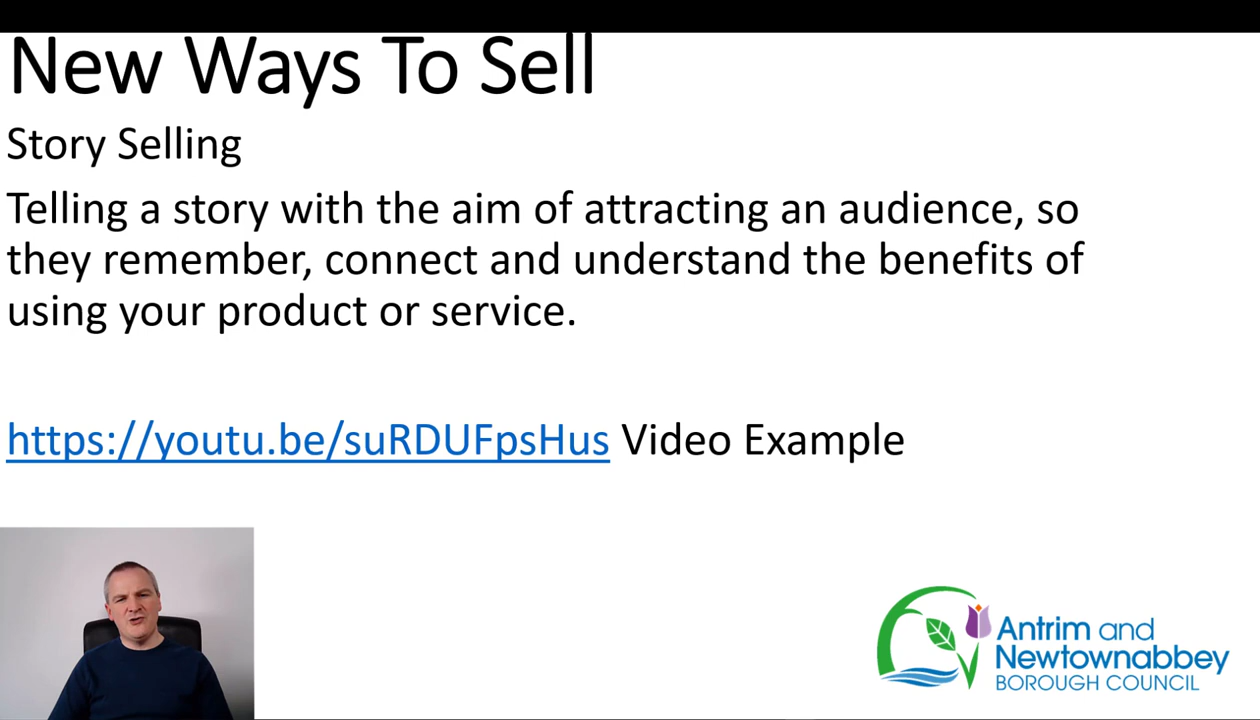 New Ways To Sell
Story Selling
Telling a story with the aim of attracting an audience, so
they remember, connect and understand the benefits of
using your product or service.
https://youtu.be/suRDUFpsHus Video Example
Antrim and
Newtownabbey
BOROUGH COUNCIL